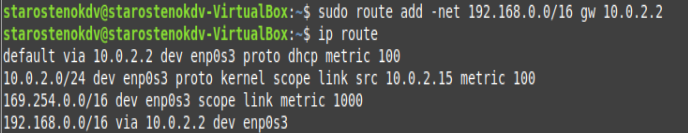 starostenokdv@starostenokdv-VirtualBox:~$ sudo route add -net 192.168.0.0/16 gw 10.0.2.2
starostenokdv@starostenokdv-VirtualBox:~$ ip route
default via 10.0.2.2 dev enp0s3 proto dhcp metric 100
10.0.2.0/24 dev enp0s3 proto kernel scope link src 10.0.2.15 metric 100
169.254.0.0/16 dev enp0s3 scope link metric 1000
192.168.0.0/16 via 10.0.2.2 dev enp0s3